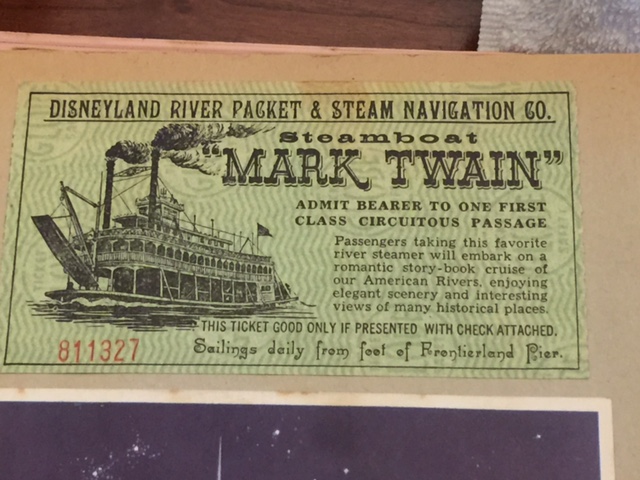 DISNEYLAND RIVER PACKET & STEAM NAVIGATION CO.
Steamboat
"MARK TWAIN"
ADMIT BEARER TO ONE FIRST
CLASS CIRCUITOUS PASSAGE
Passengers taking this favorite
river steamer will embark on a
romantic story-book cruise of
our American Rivers, enjoying
elegant scenery and interesting
views of many historical places.
THIS TICKET GOOD ONLY IF PRESENTED WITH CHECK ATTACHED.
811327
Sailings daily from foot of Frontierland Pier.